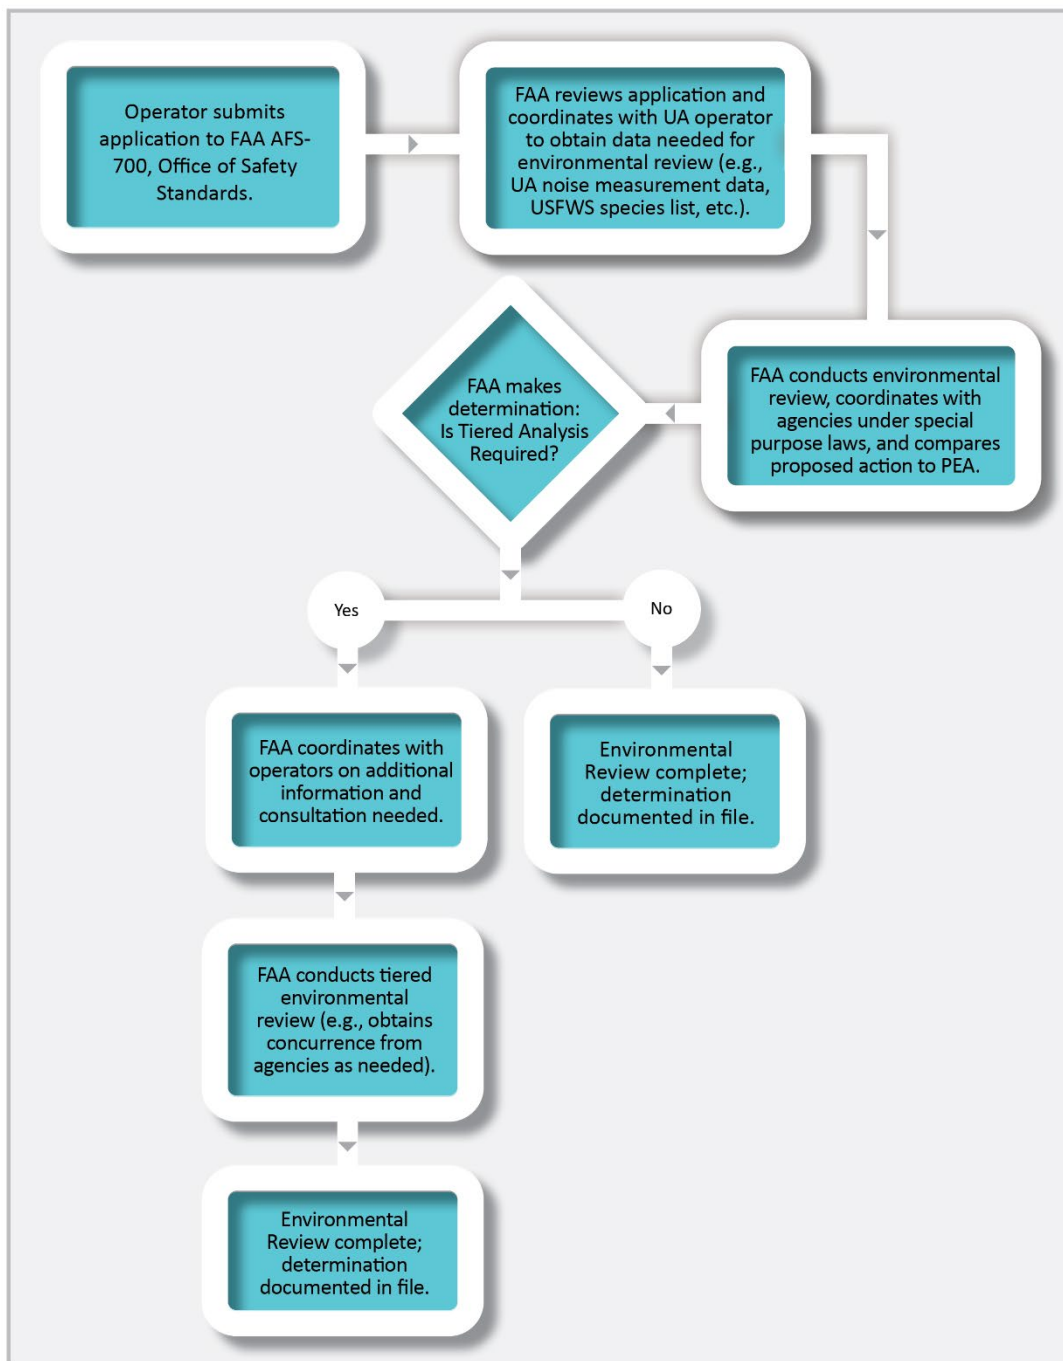 Operator submits
application to FAA AFS-
700, Office of Safety
Standards.
FAA reviews application and
coordinates with UA operator
to obtain data needed for
environmental review (e.g.,
UA noise measurement data,
USFWS species list, etc.).
FAA conducts environmental
review, coordinates with
agencies under special
purpose laws, and compares
proposed action to PEA.
FAA makes
determination:
Is Tiered Analysis
Required?
Yes
No
FAA coordinates with
operators on additional
information and
consultation needed.
Environmental
Review complete;
determination
documented in file.
FAA conducts tiered
environmental
review (e.g., obtains
concurrence from
agencies as needed).
Environmental
Review complete;
determination
documented in file.